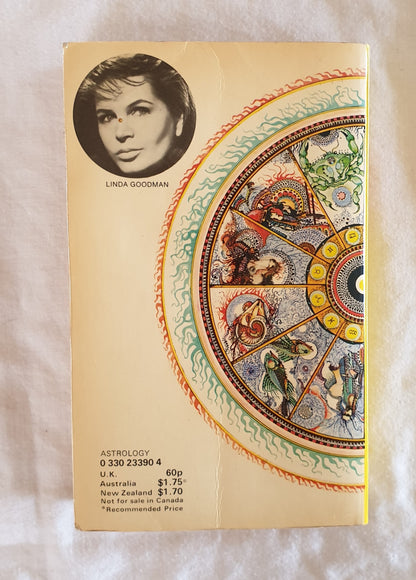 LINDA GOODMAN
ASTROLOGY
0 330 23390 4
U.K. 60p
Australia $1.75*
New Zealand $1.70
Not for sale in Canada
*Recommended Price